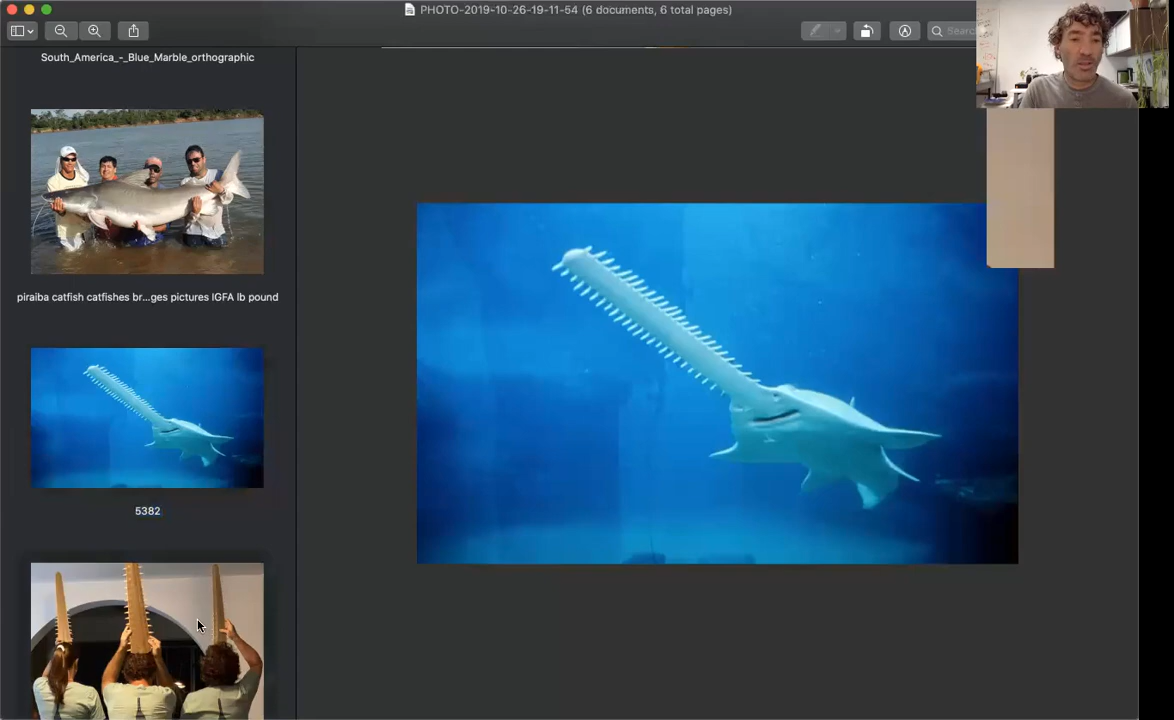 PHOTO-2019-10-26-19-11-54 (6 documents, 6 total pages)
Search
South_America_-_Blue_Marble_orthographic
piraiba catfish catfishes br...ges pictures IGFA lb pound
5382